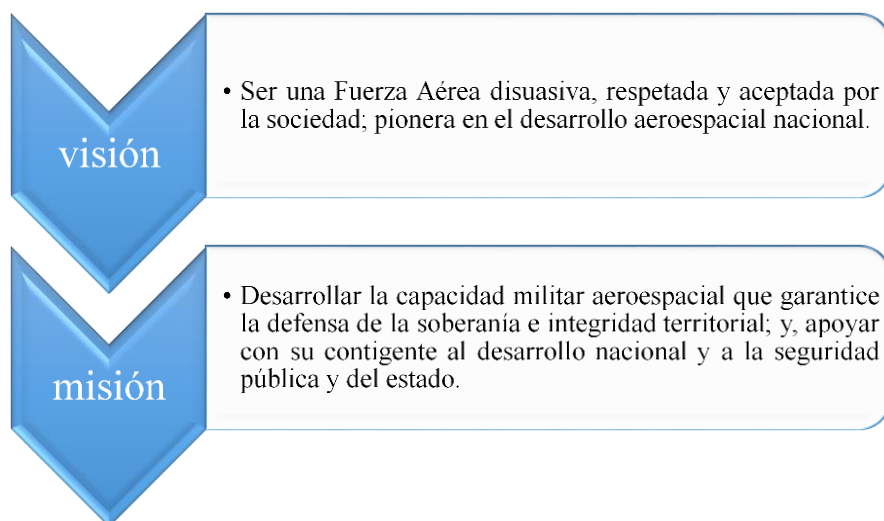 visión
• Ser una Fuerza Aérea disuasiva, respetada y aceptada por
la sociedad; pionera en el desarrollo aeroespacial nacional.
misión
• Desarrollar la capacidad militar aeroespacial que garantice
la defensa de la soberanía e integridad territorial; y, apoyar
con su contigente al desarrollo nacional y a la seguridad
pública y del estado.